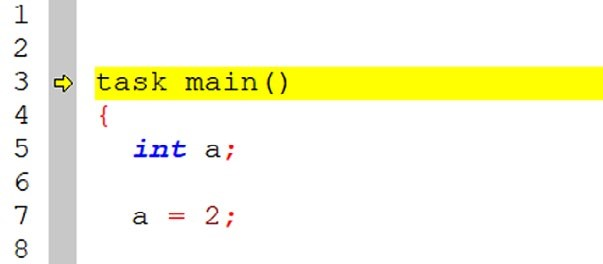 1
2
3 task main()
4 {
5 int a;
6
7 a = 2;
8